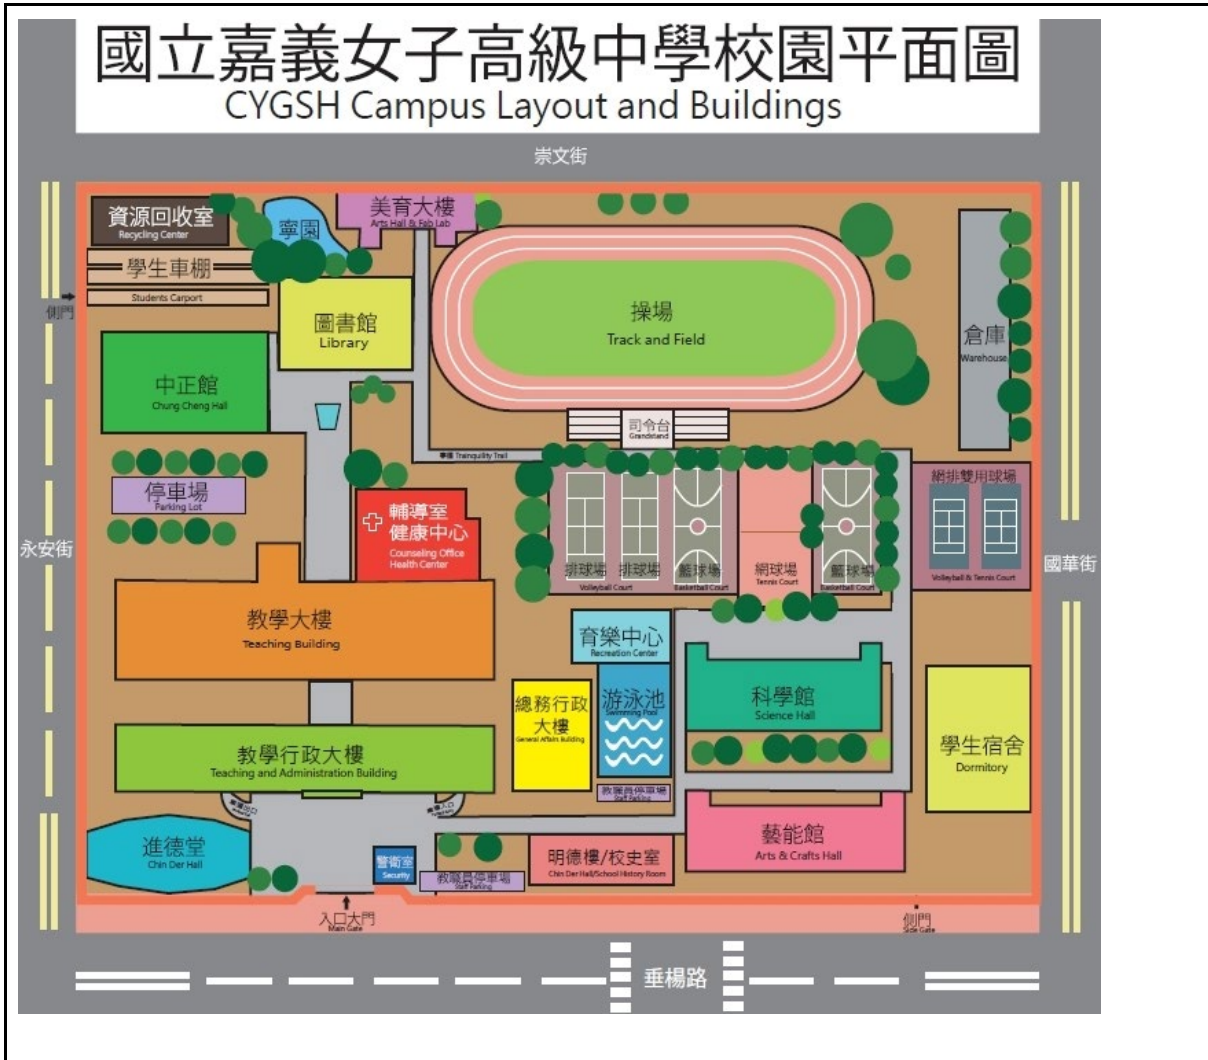 國立嘉義女子高級中學校園平面圖
CYGSH Campus Layout and Buildings
崇文街
資源回收室
Recycling Center
寧園
美育大樓
Arts Hall & Fab Lab
學生車棚
Students Carport
側門
圖書館
Library
操場
Track and Field
倉庫
Warehouse
中正館
Chung Cheng Hall
司令台
Grandstand
寧徑 Tranquility Trail
停車場
Parking Lot
輔導室
健康中心
Counseling Office
Health Center
網排雙用球場
Volleyball & Tennis Court
排球場
排球場
Volleyball Court
籃球場
Basketball Court
網球場
Tennis Court
籃球場
Basketball Court
永安街
國華街
教學大樓
Teaching Building
育樂中心
Recreation Center
總務行政
大樓
General Affairs Building
游泳池
Swimming Pool
科學館
Science Hall
學生宿舍
Dormitory
教學行政大樓
Teaching and Administration Building
教職員停車場
Staff Parking
進德堂
Chin Der Hall
警衛室
Security
教職員停車場
Staff Parking
明德樓/校史室
Chin Der Hall/School History Room
藝能館
Arts & Crafts Hall
入口大門
Main Gate
側門
Side Gate
垂楊路